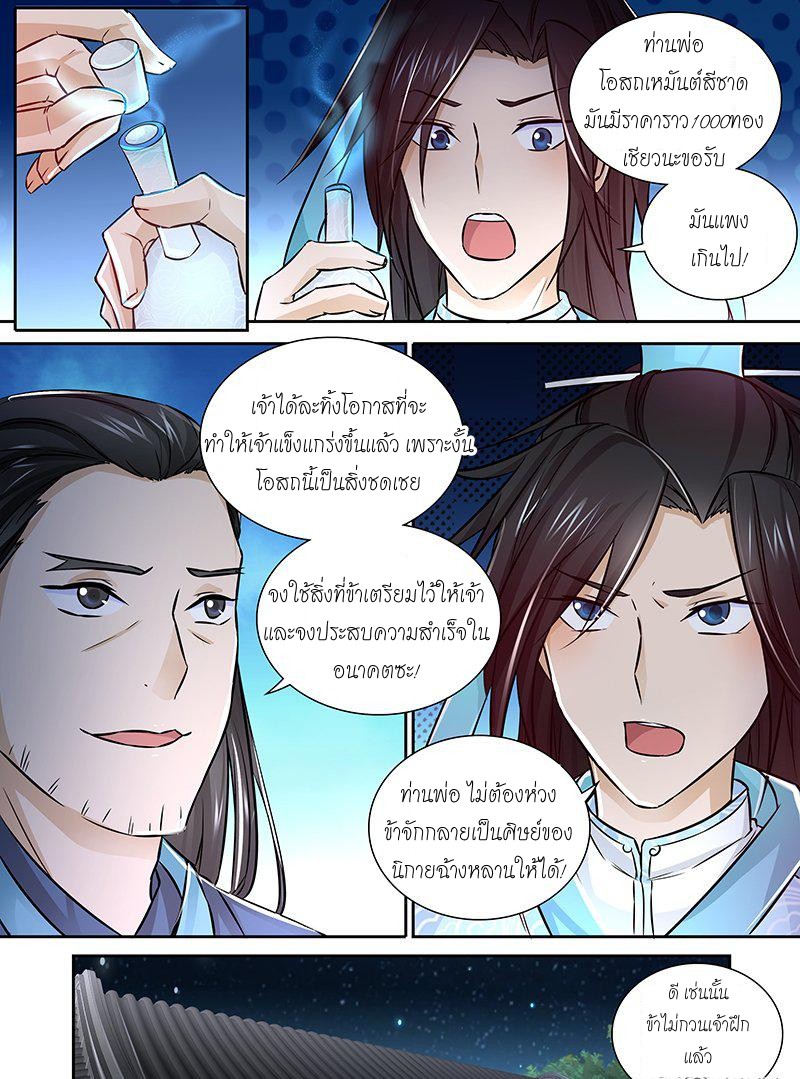 ท่านพ่อ
โอสถเหมันต์สีชาด
มันมีราคาราว1000ทอง
เชียวนะขอรับ
มันแพง
เกินไป!
เจ้าได้ละทิ้งโอกาสที่จะ
ทำให้เจ้าแข็งแกร่งขึ้นแล้ว เพราะงั้น
โอสถนี้เป็นสิ่งชดเชย
จงใช้สิ่งที่ข้าเตรียมไว้ให้เจ้า
และจงประสบความสำเร็จใน
อนาคตซะ!
ท่านพ่อ ไม่ต้องห่วง
ข้าจักกลายเป็นศิษย์ของ
นิกายฉ้างหลานให้ได้!
ดี เช่นนั้น
ข้าไม่กวนเจ้าฝึก
แล้ว